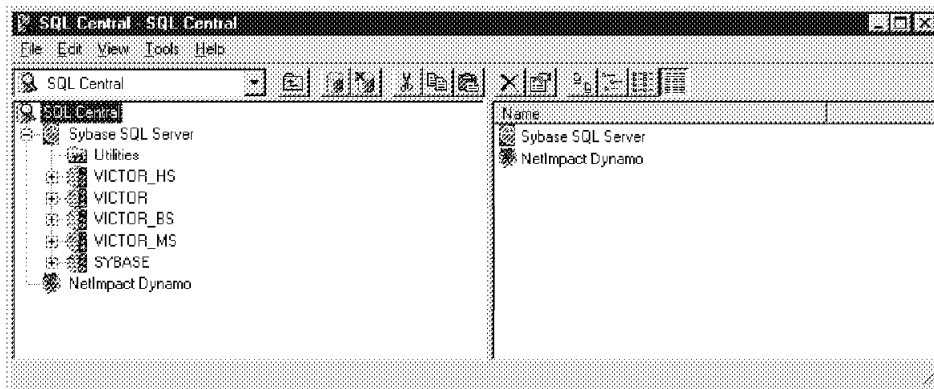 SQL Central - SQL Central
File Edit View Tools Help
SQL Central
SQL Central
Sybase SQL Server
Utilities
VICTOR_HS
VICTOR
VICTOR_BS
VICTOR_MS
SYBASE
NetImpact Dynamo
Name
Sybase SQL Server
NetImpact Dynamo